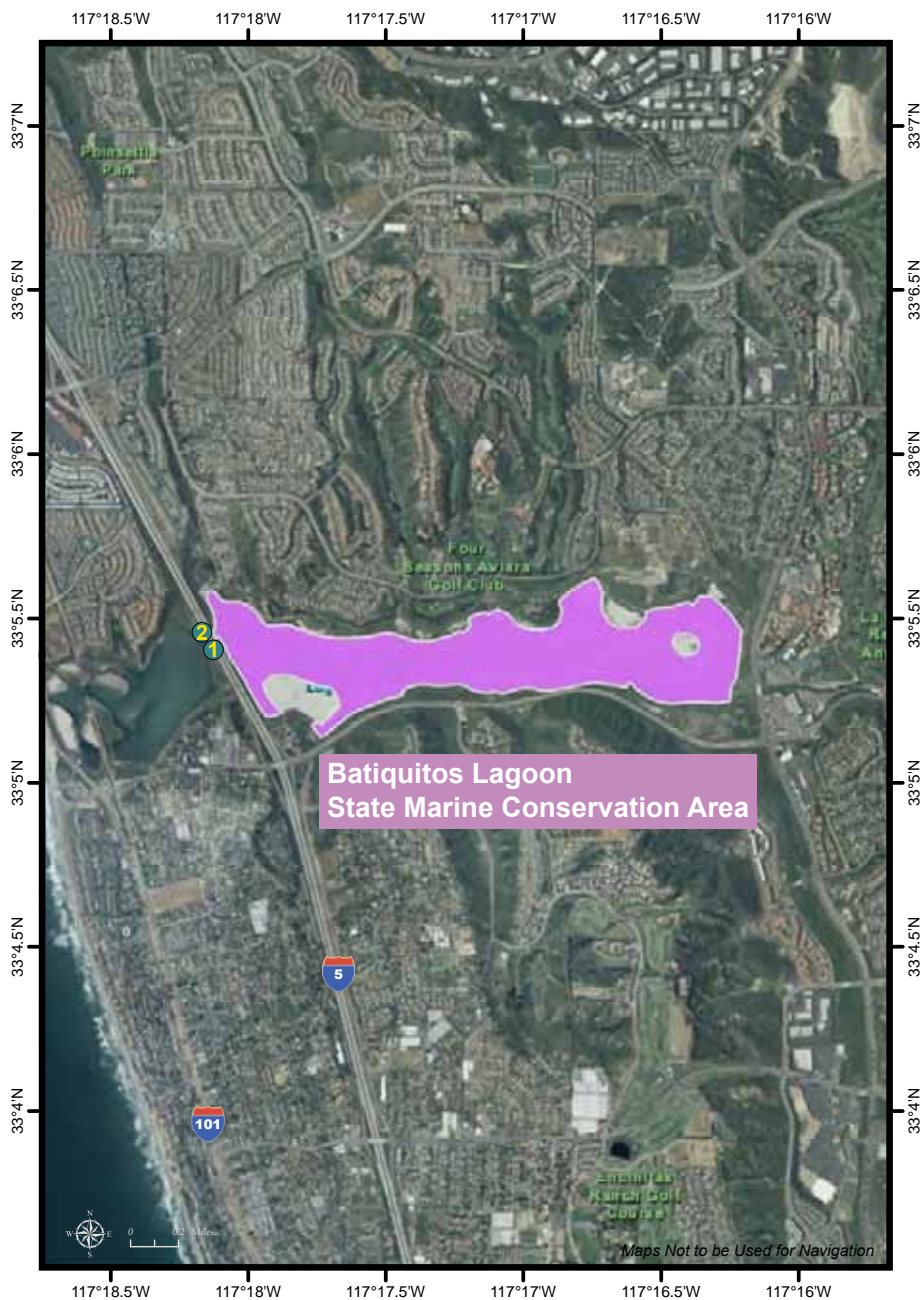 117°18.5'W 117°18'W 117°17.5'W 117°17'W 117°16.5'W 117°16'W
33°7'N 33°7'N
Poinsettia
Park
33°6.5'N 33°6.5'N
33°6'N 33°6'N
Four
Seasons Aviara
Golf Club
33°5.5'N 33°5.5'N
La
2
1
Batiquitos Lagoon
State Marine Conservation Area
33°5'N 33°5'N
33°4.5'N 33°4.5'N
5
33°4'N 33°4'N
101
Encinitas
Ranch Golf
Course
N
W E
S
0 0.2 Miles
Maps Not to be Used for Navigation
117°18.5'W 117°18'W 117°17.5'W 117°17'W 117°16.5'W 117°16'W